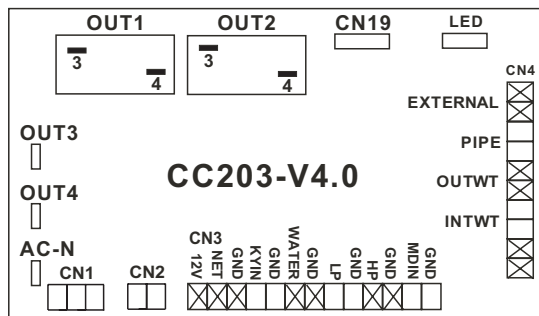 OUT1 OUT2 CN19 LED
3 4 3 4
CN4
EXTERNAL
PIPE
OUT3
CC203-V4.0
OUTWT
OUT4
INTWT
AC-N
CN1 CN2 CN3
12V NET GND KYIN GND WATER GND LP GND HP GND MDIN GND